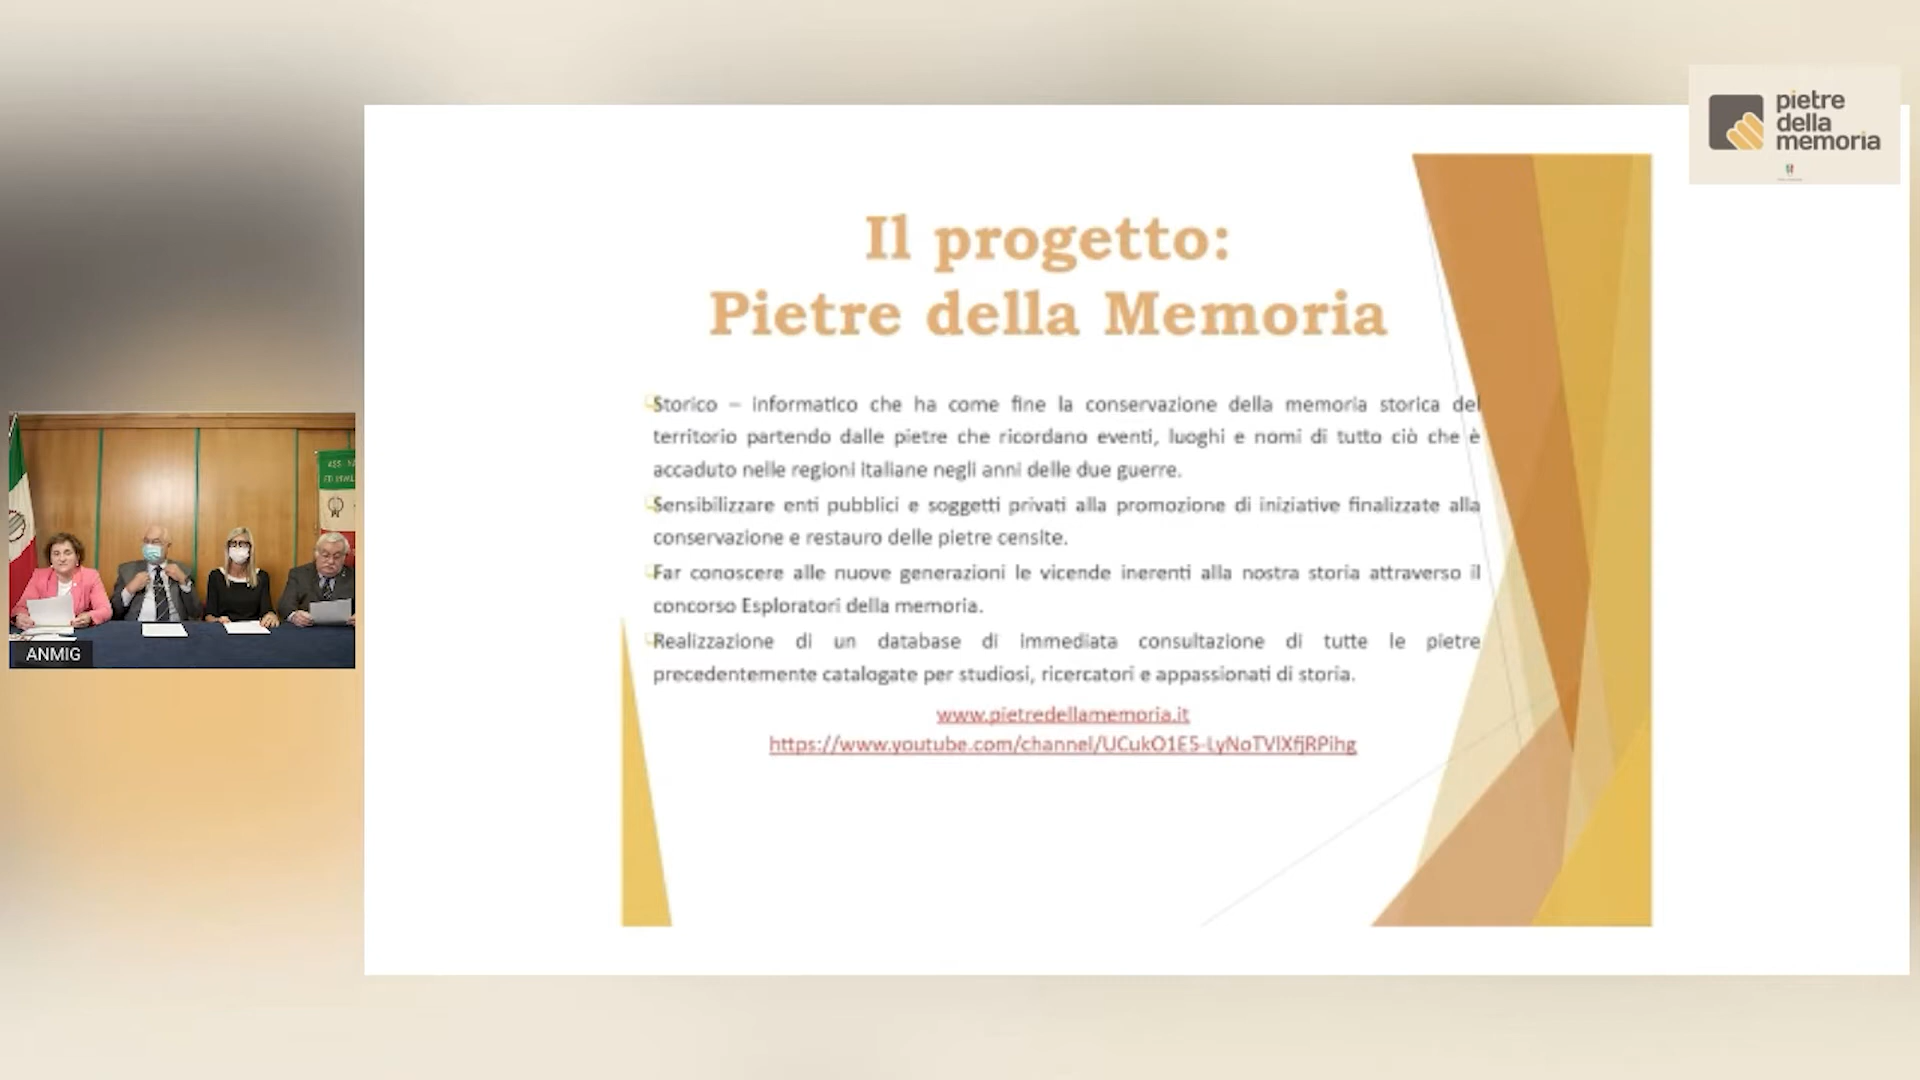 pietre
della
memoria
Il progetto:
Pietre della Memoria
Storico – informatico che ha come fine la conservazione della memoria storica del
territorio partendo dalle pietre che ricordano eventi, luoghi e nomi di tutto ciò che è
accaduto nelle regioni italiane negli anni delle due guerre.
Sensibilizzare enti pubblici e soggetti privati alla promozione di iniziative finalizzate alla
conservazione e restauro delle pietre censite.
Far conoscere alle nuove generazioni le vicende inerenti alla nostra storia attraverso il
concorso Esploratori della memoria.
Realizzazione di un database di immediata consultazione di tutte le pietre
precedentemente catalogate per studiosi, ricercatori e appassionati di storia.
www.pietredellamemoria.it
https://www.youtube.com/channel/UCukO1E5-LyNoTVlXfjRPihg
ANMIG